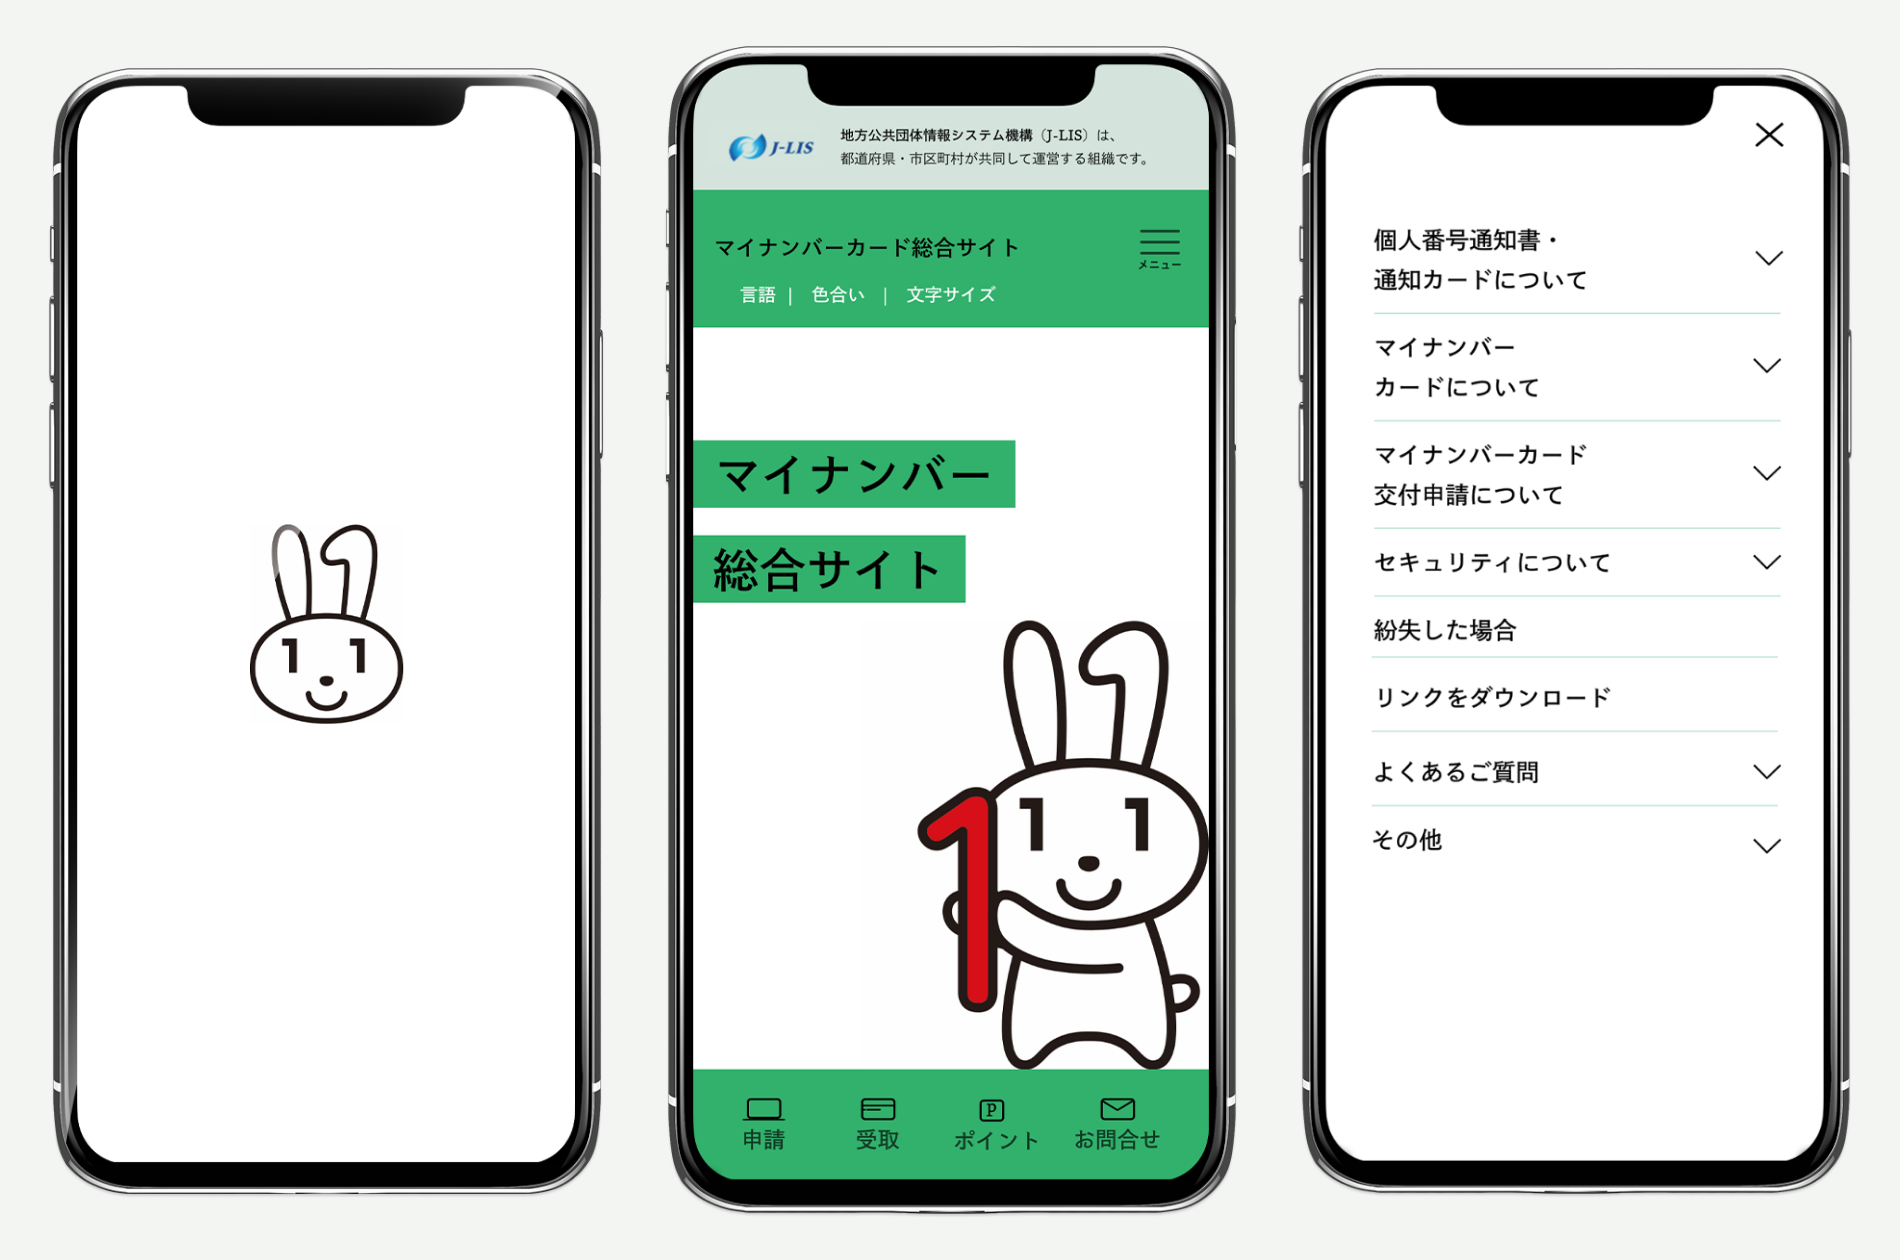 J-LIS
地方公共団体情報システム機構（J-LIS）は、
都道府県・市区町村が共同して運営する組織です。
マイナンバーカード総合サイト
メニュー
言語 | 色合い | 文字サイズ
マイナンバー
総合サイト
1
P
申請
受取
ポイント
お問合せ
個人番号通知書・
通知カードについて
マイナンバー
カードについて
マイナンバーカード
交付申請について
セキュリティについて
紛失した場合
リンクをダウンロード
よくあるご質問
その他